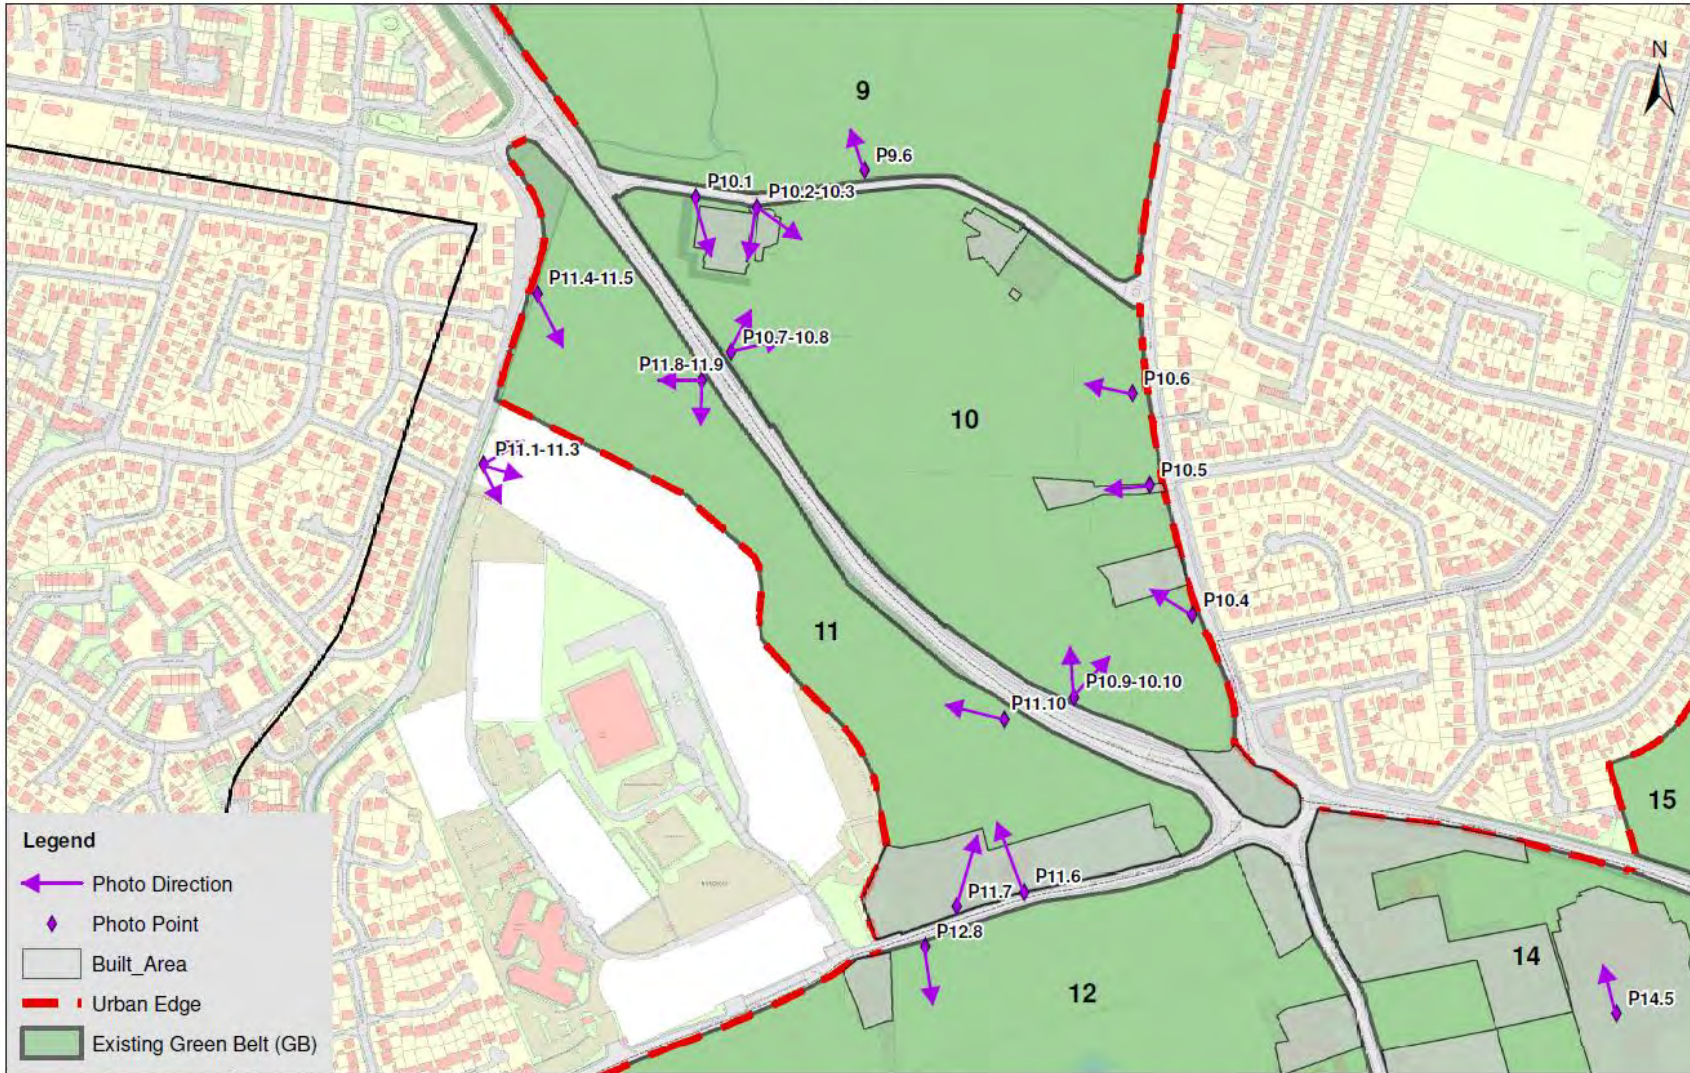 N
9
P9.6
P10.1
P10.2-10.3
P11.4-11.5
P10.7-10.8
P11.8-11.9
P10.6
10
P11.1-11.3
P10.5
P10.4
11
P10.9-10.10
P11.10
15
P11.6
P11.7
P12.8
14
12
P14.5
Legend
Photo Direction
Photo Point
Built_Area
Urban Edge
Existing Green Belt (GB)